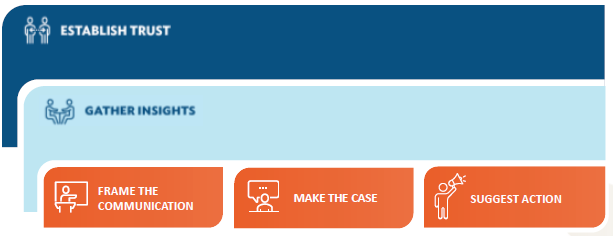 ESTABLISH TRUST
GATHER INSIGHTS
FRAME THE
COMMUNICATION
MAKE THE CASE
SUGGEST ACTION